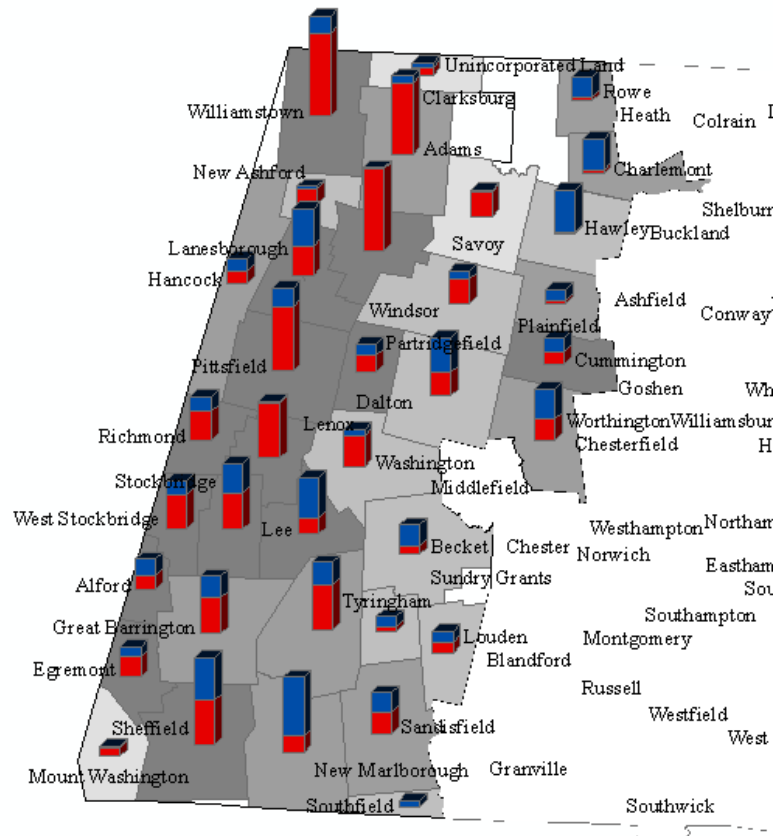 Unincorporated Land
Rowe
Clarksburg
Heath
Williamstown
Colrain
Adams
Charlemont
New Ashford
Shelburn
Savoy
Hawley
Buckland
Lanesborough
Hancock
Ashfield
Windsor
Conway
Plainfield
Partridgefield
Pittsfield
Cummington
Goshen
Wh
Dalton
Lenox
Worthington
Williamsbu
Richmond
Chesterfield
H
Washington
Stockbridge
Middlefield
West Stockbridge
Lee
Westhampton
Northam
Becket
Chester
Norwich
Eastham
Alford
Sundry Grants
Sou
Tyringham
Southampton
Great Barrington
Louden
Montgomery
Egremont
Blandford
Russell
Westfield
Sheffield
Sandisfield
West
Mount Washington
New Marlborough
Granville
Southfield
Southwick